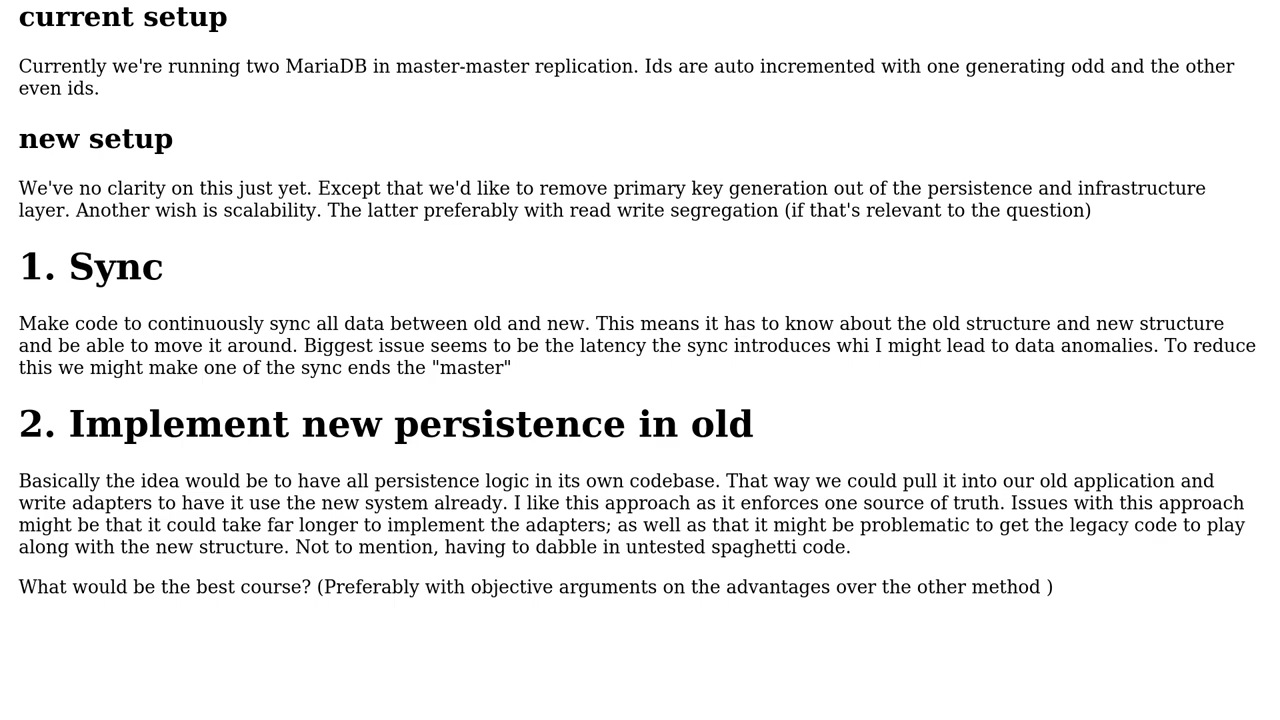 current setup
Currently we're running two MariaDB in master-master replication. Ids are auto incremented with one generating odd and the other
even ids.
new setup
We've no clarity on this just yet. Except that we'd like to remove primary key generation out of the persistence and infrastructure
layer. Another wish is scalability. The latter preferably with read write segregation (if that's relevant to the question)
1. Sync
Make code to continuously sync all data between old and new. This means it has to know about the old structure and new structure
and be able to move it around. Biggest issue seems to be the latency the sync introduces whi I might lead to data anomalies. To reduce
this we might make one of the sync ends the "master"
2. Implement new persistence in old
Basically the idea would be to have all persistence logic in its own codebase. That way we could pull it into our old application and
write adapters to have it use the new system already. I like this approach as it enforces one source of truth. Issues with this approach
might be that it could take far longer to implement the adapters; as well as that it might be problematic to get the legacy code to play
along with the new structure. Not to mention, having to dabble in untested spaghetti code.
What would be the best course? (Preferably with objective arguments on the advantages over the other method )